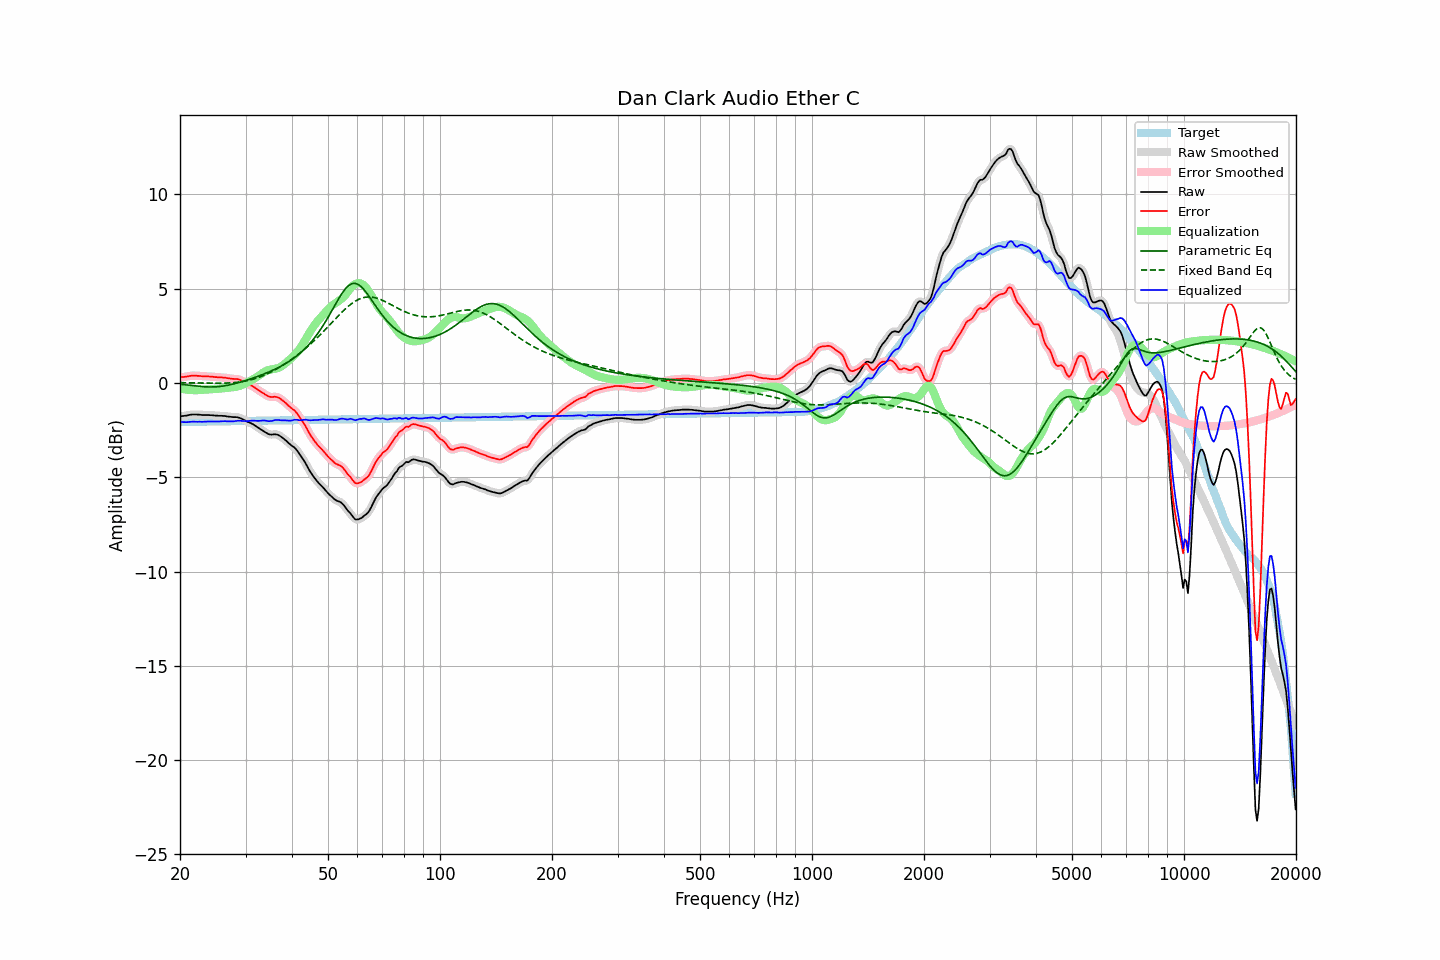 Dan Clark Audio Ether C
Target
Raw Smoothed
Error Smoothed
Raw
Error
Equalization
Parametric Eq
Fixed Band Eq
Equalized
10
5
0
−5
−10
−15
−20
−25
Amplitude (dBr)
20
50
100
200
500
1000
2000
5000
10000
20000
Frequency (Hz)